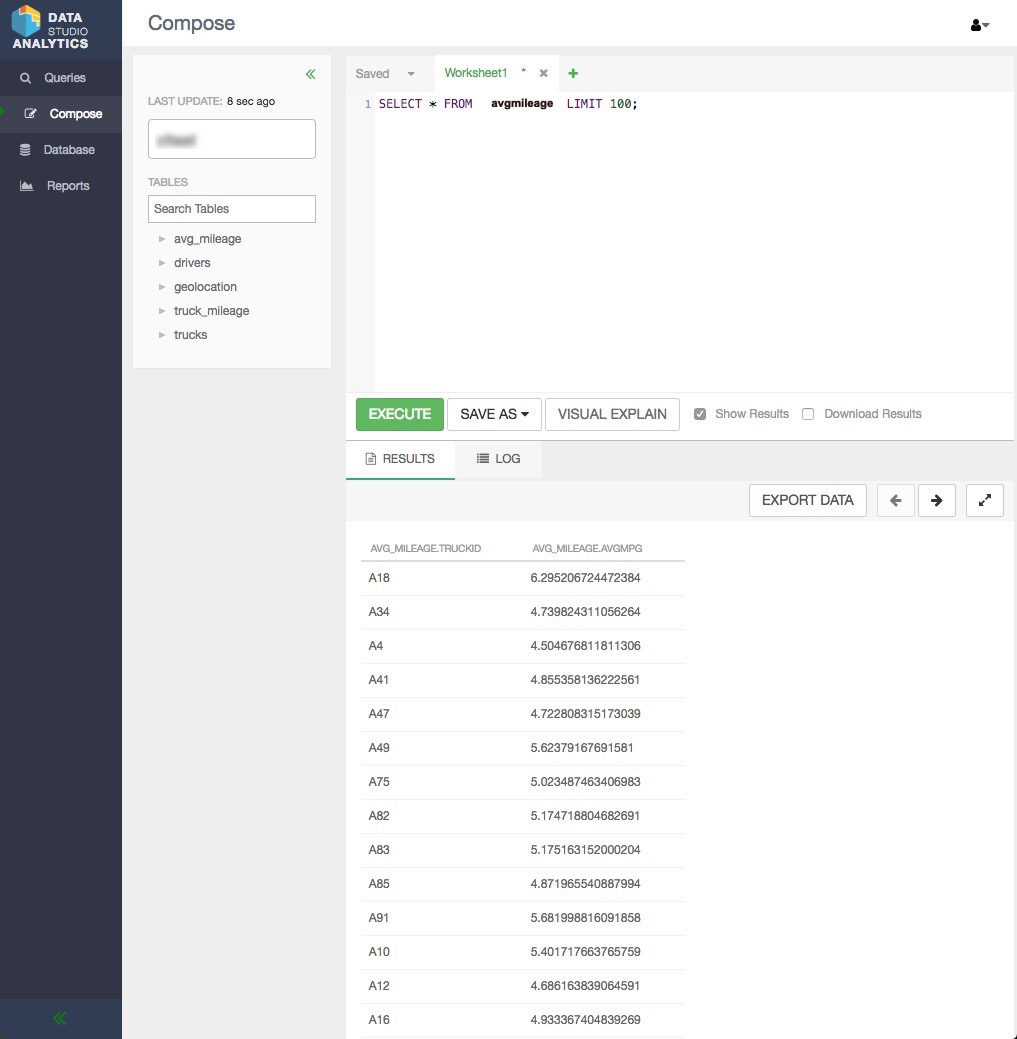 DATA
STUDIO
ANALYTICS
Queries
Compose
Database
Reports
Compose
LAST UPDATE: 8 sec ago
TABLES
Search Tables
avg_mileage
drivers
geolocation
truck_mileage
trucks
Saved
Worksheet1 *
1 SELECT * FROM avgmileage LIMIT 100;
EXECUTE SAVE AS VISUAL EXPLAIN Show Results Download Results
RESULTS LOG
EXPORT DATA
AVG_MILEAGE.TRUCKID AVG_MILEAGE.AVGMPG
A18 6.295206724472384
A34 4.739824311056264
A4 4.504676811811306
A41 4.855358136222561
A47 4.722808315173039
A49 5.62379167691581
A75 5.023487463406983
A82 5.174718804682691
A83 5.175163152000204
A85 4.871965540887994
A91 5.681998816091858
A10 5.401717663765759
A12 4.686163839064591
A16 4.933367404839269